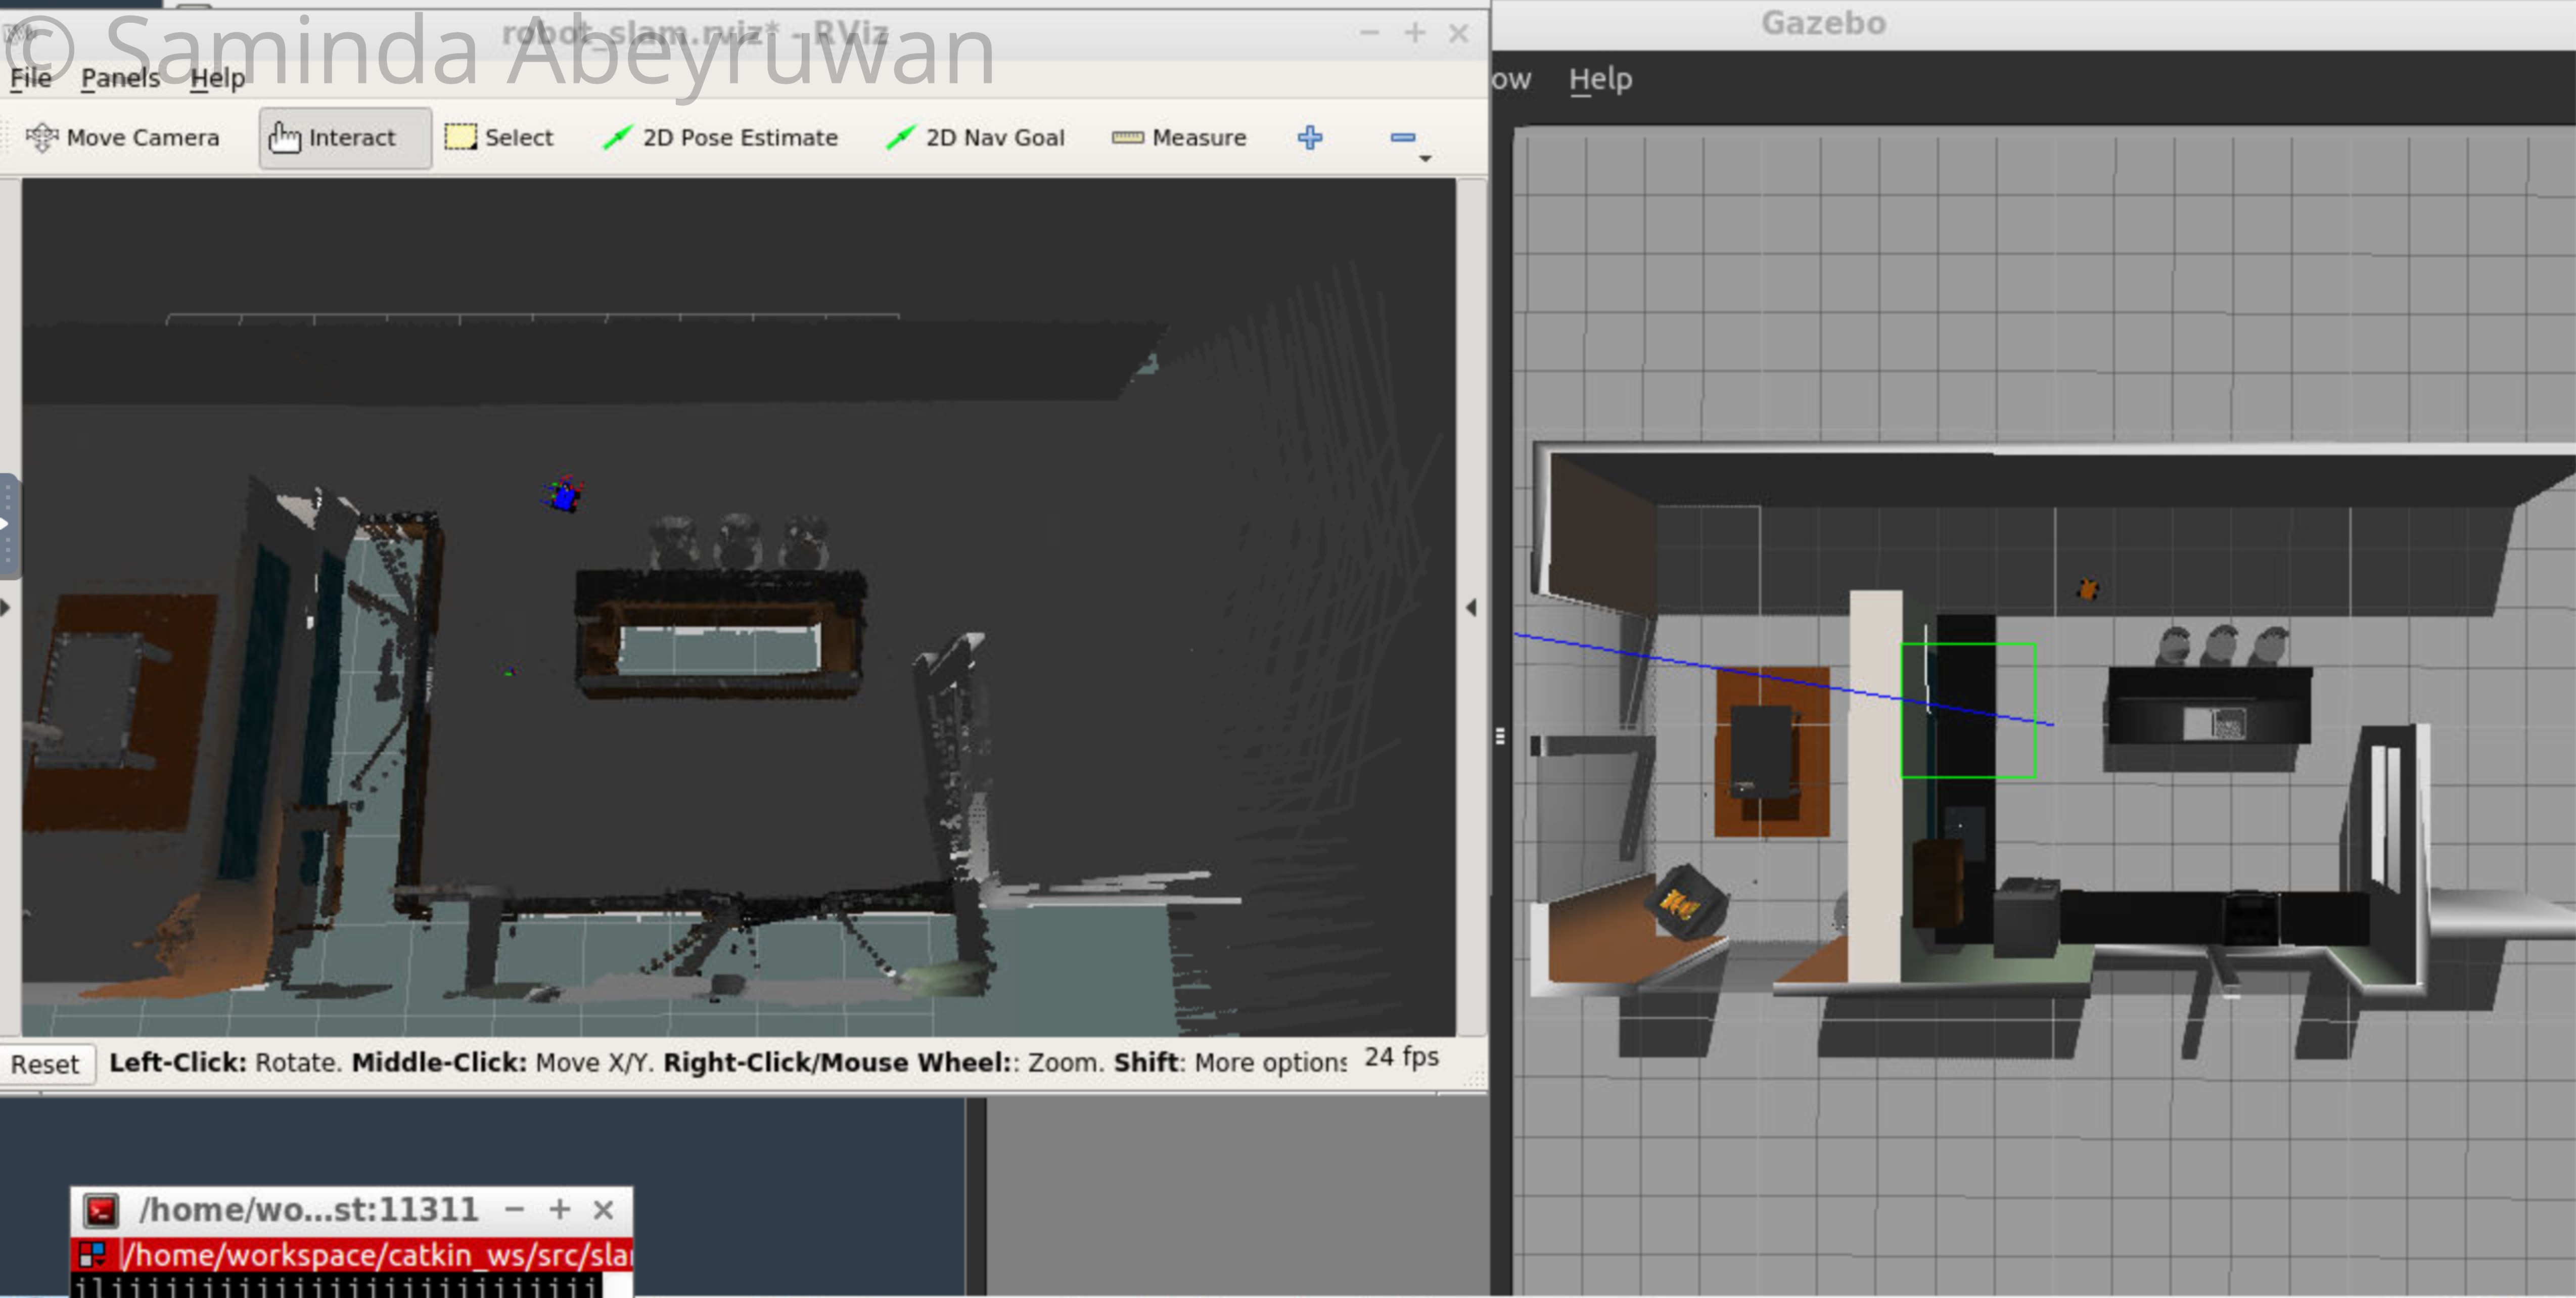 © Saminda Abeyruwan
robot_slam.rviz* - RViz
File Panels Help
Move Camera Interact Select 2D Pose Estimate 2D Nav Goal Measure
Reset Left-Click: Rotate. Middle-Click: Move X/Y. Right-Click/Mouse Wheel:: Zoom. Shift: More options 24 fps
/home/wo...st:11311
/home/workspace/catkin_ws/src/sla
Gazebo
ow Help